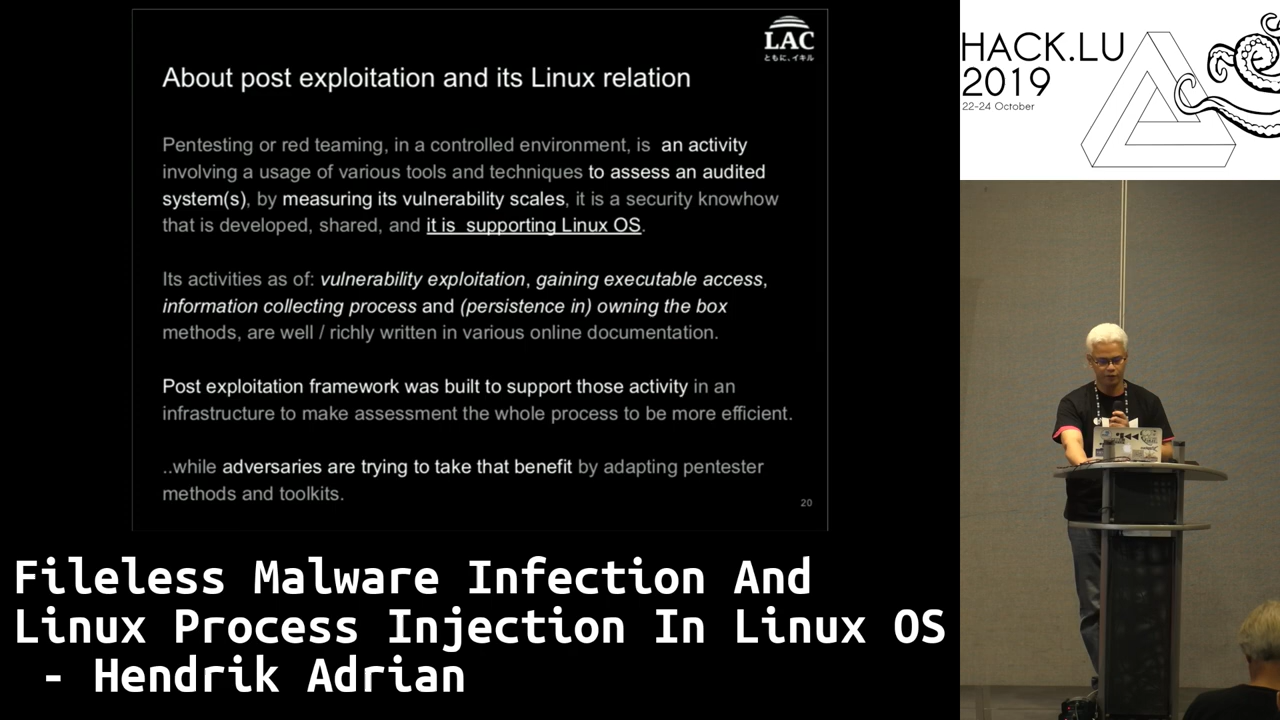 LAC
ともに、イキル
About post exploitation and its Linux relation
Pentesting or red teaming, in a controlled environment, is an activity
involving a usage of various tools and techniques to assess an audited
system(s), by measuring its vulnerability scales, it is a security knowhow
that is developed, shared, and it is supporting Linux OS.
Its activities as of: vulnerability exploitation, gaining executable access,
information collecting process and (persistence in) owning the box
methods, are well / richly written in various online documentation.
Post exploitation framework was built to support those activity in an
infrastructure to make assessment the whole process to be more efficient.
..while adversaries are trying to take that benefit by adapting pentester
methods and toolkits.
20
HACK.LU
2019
22-24 October
Fileless Malware Infection And
Linux Process Injection In Linux OS
- Hendrik Adrian